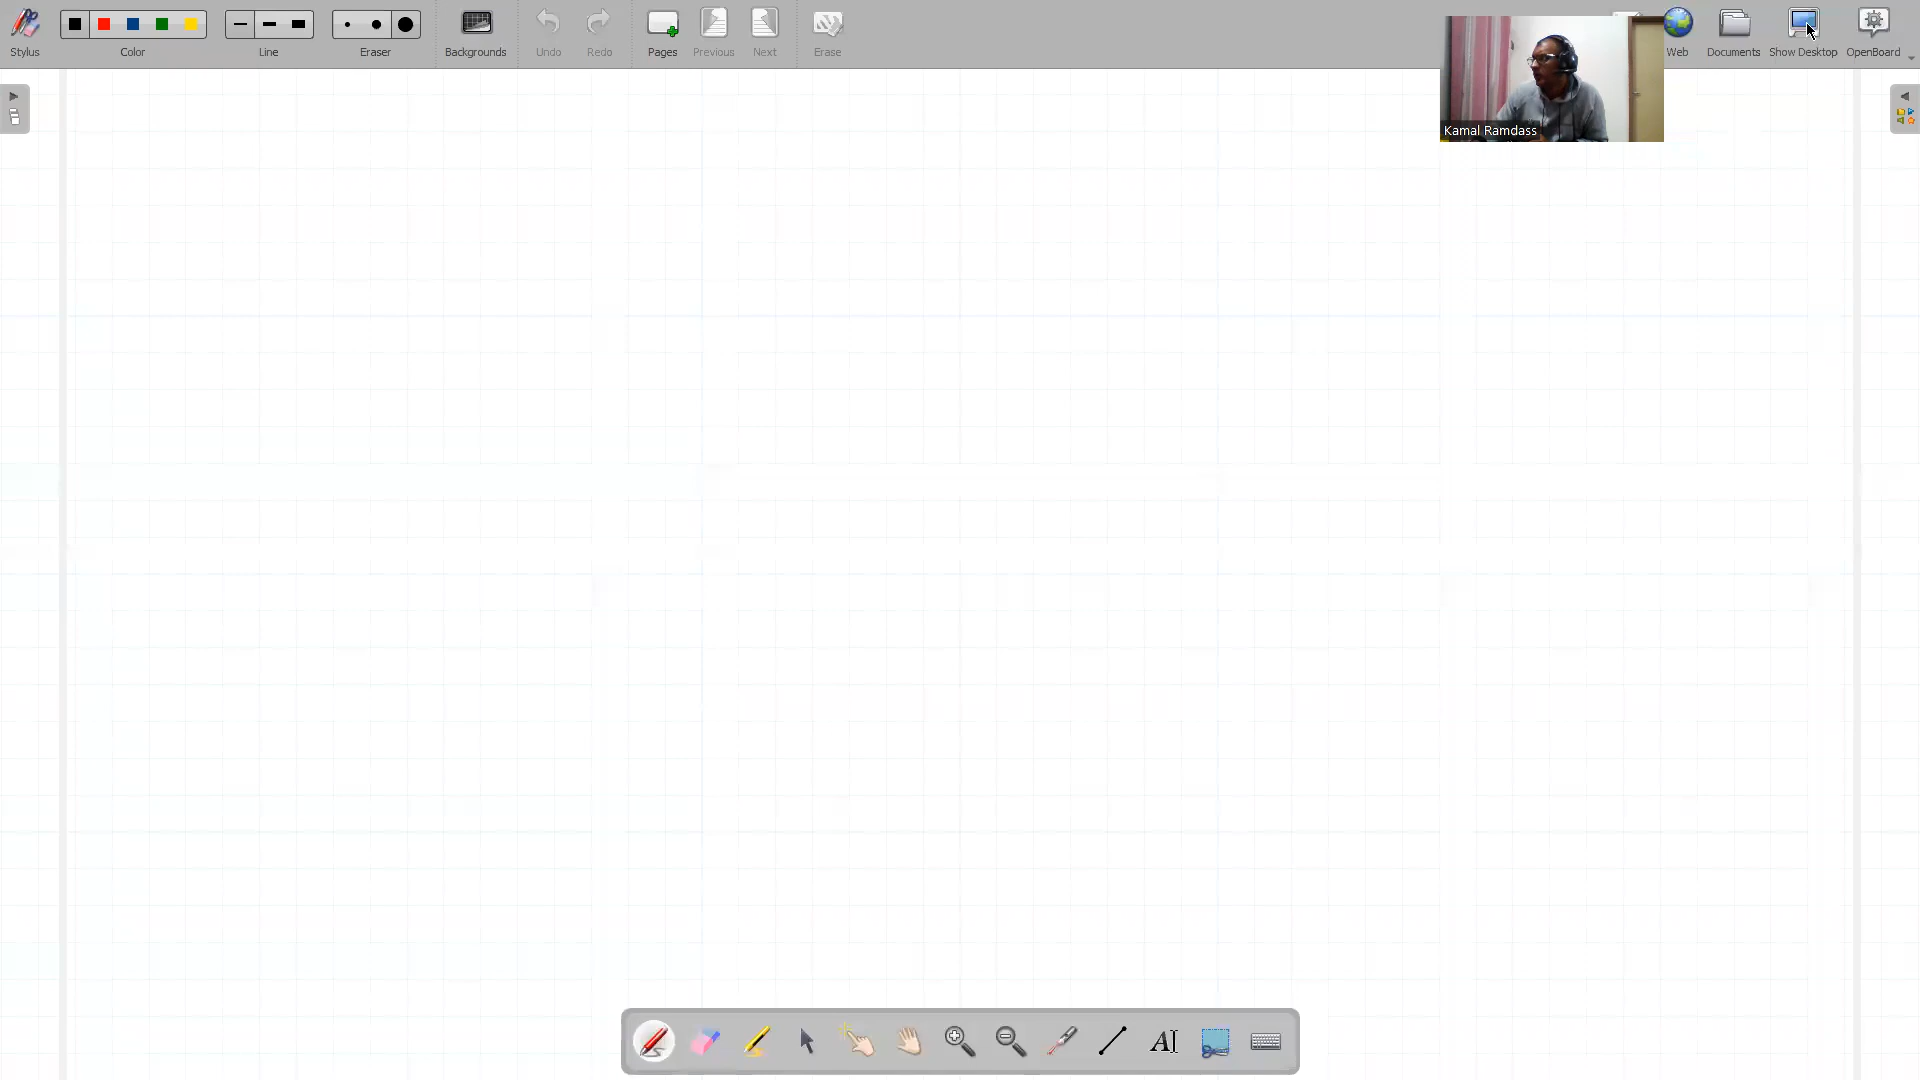 Stylus
Color
Line
Eraser
Backgrounds
Undo
Redo
Pages
Previous
Next
Erase
Web
Documents
Show Desktop
OpenBoard
Kamal Ramdass
A